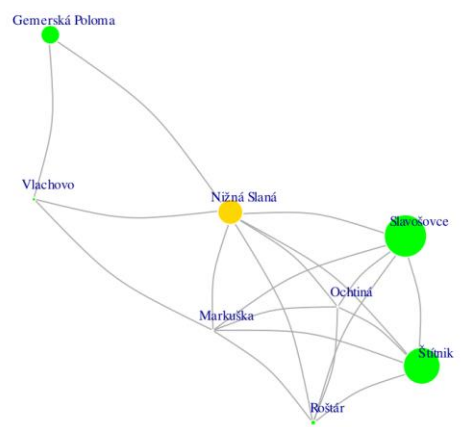 Gemerská Poloma
Vlachovo
Nižná Slaná
Slavošovce
Ochtiná
Markuška
Štítnik
Roštár